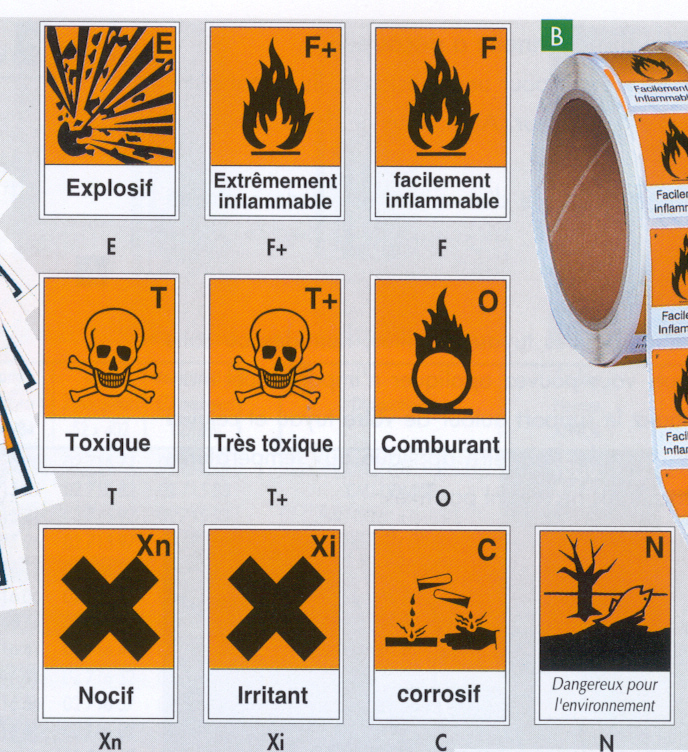 E
F+
F
B
Explosif
Extrêmement
inflammable
facilement
inflammable
Facilement
E
F+
F
T
T+
O
Toxique
Très toxique
Comburant
T
T+
O
Xn
Xi
C
N
Nocif
Irritant
corrosif
Dangereux pour
l'environnement
Xn
Xi
C
N